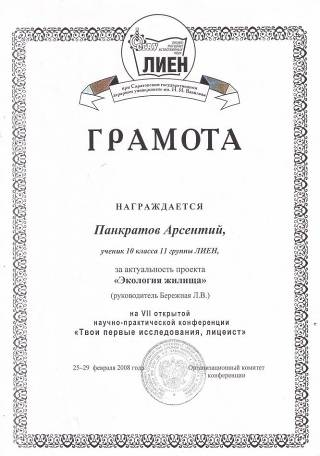 ЛИЕН
при Саратовском государственном
аграрном университете им. Н. И. Вавилова
ГРАМОТА
НАГРАЖДАЕТСЯ
Панкратов Арсентий,
ученик 10 класса 11 группы ЛИЕН,
за актуальность проекта
«Экология жилища»
(руководитель Бережная Л.В.)
на VII открытой
научно-практической конференции
«Твои первые исследования, лицеист»
25–29 февраля 2008 года
Организационный комитет
конференции